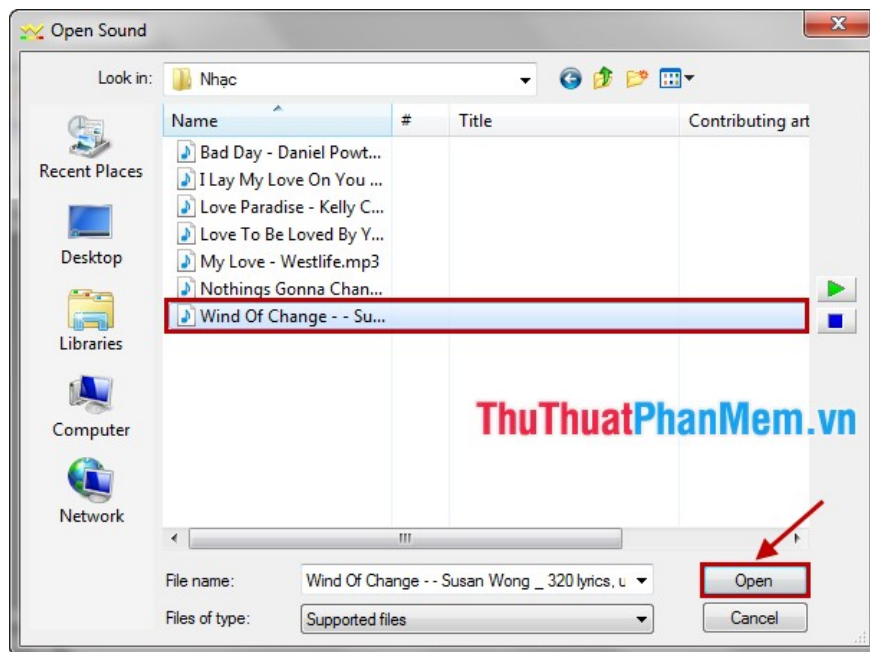 Open Sound
Look in: Nhạc
Name # Title Contributing art
Bad Day - Daniel Powt...
I Lay My Love On You ...
Love Paradise - Kelly C...
Love To Be Loved By Y...
My Love - Westlife.mp3
Nothings Gonna Chan...
Wind Of Change - - Su...
Recent Places
Desktop
Libraries
Computer
Network
ThuThuatPhanMem.vn
File name: Wind Of Change - - Susan Wong _ 320 lyrics, u
Open
Files of type: Supported files
Cancel